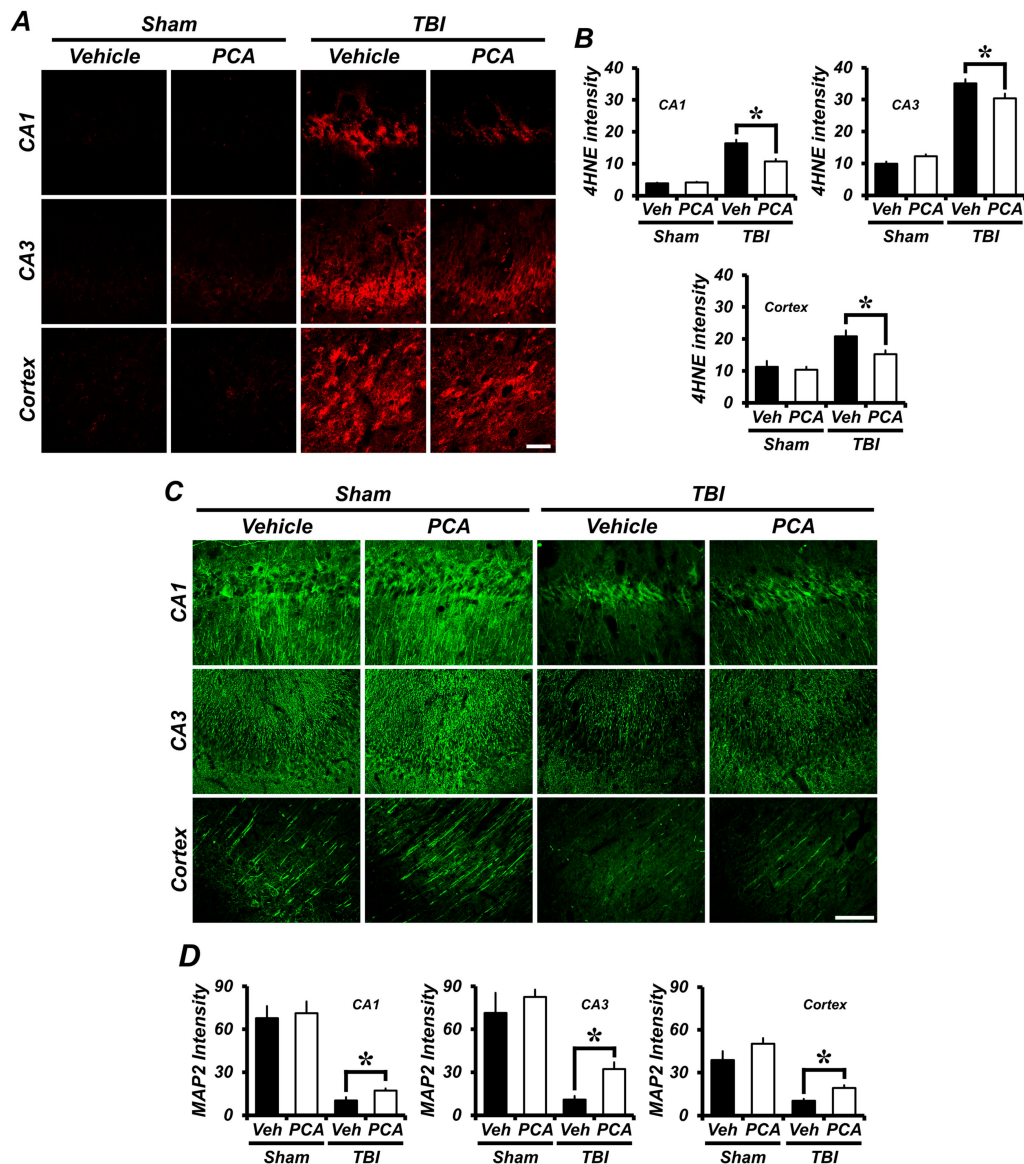 A
Sham TBI
Vehicle PCA Vehicle PCA
CA1
CA3
Cortex
B
4HNE intensity
40
30
20
10
0
CA1
*
Veh PCA Veh PCA
Sham TBI
4HNE intensity
40
30
20
10
0
CA3
*
Veh PCA Veh PCA
Sham TBI
4HNE intensity
40
30
20
10
0
Cortex
*
Veh PCA Veh PCA
Sham TBI
C
Sham TBI
Vehicle PCA Vehicle PCA
CA1
CA3
Cortex
D
MAP2 Intensity
90
60
30
0
CA1
*
Veh PCA Veh PCA
Sham TBI
MAP2 Intensity
90
60
30
0
CA3
*
Veh PCA Veh PCA
Sham TBI
MAP2 Intensity
90
60
30
0
Cortex
*
Veh PCA Veh PCA
Sham TBI